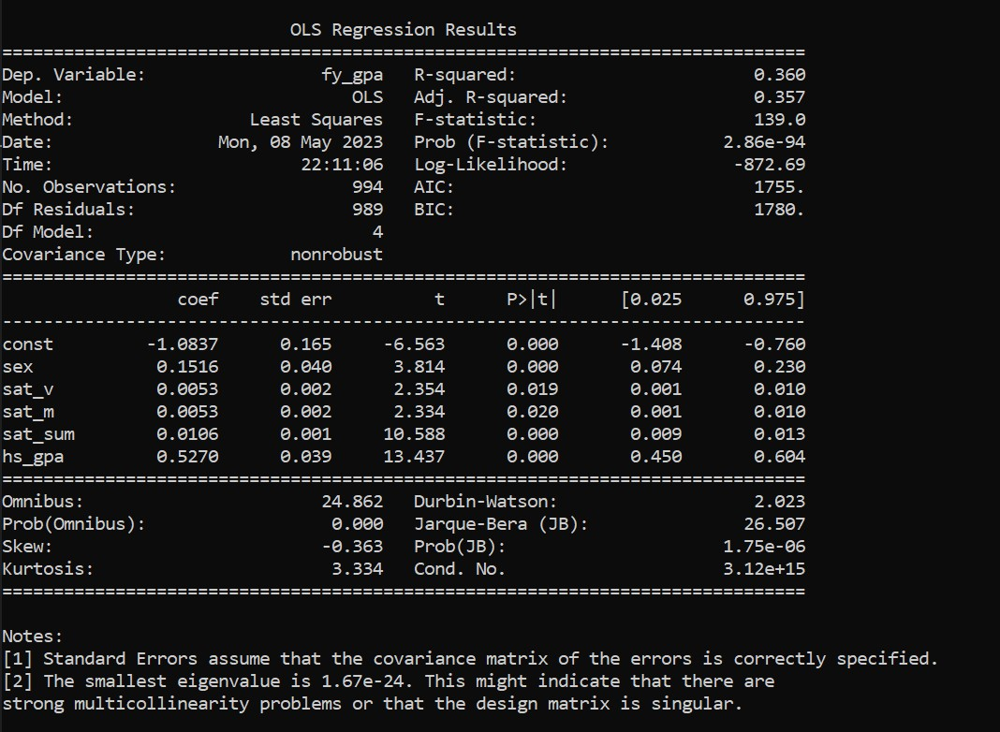 OLS Regression Results
==============================================================================
Dep. Variable: fy_gpa R-squared: 0.360
Model: OLS Adj. R-squared: 0.357
Method: Least Squares F-statistic: 139.0
Date: Mon, 08 May 2023 Prob (F-statistic): 2.86e-94
Time: 22:11:06 Log-Likelihood: -872.69
No. Observations: 994 AIC: 1755.
Df Residuals: 989 BIC: 1780.
Df Model: 4
Covariance Type: nonrobust
==============================================================================
coef std err t P>|t| [0.025 0.975]
------------------------------------------------------------------------------
const -1.0837 0.165 -6.563 0.000 -1.408 -0.760
sex 0.1516 0.040 3.814 0.000 0.074 0.230
sat_v 0.0053 0.002 2.354 0.019 0.001 0.010
sat_m 0.0053 0.002 2.334 0.020 0.001 0.010
sat_sum 0.0106 0.001 10.588 0.000 0.009 0.013
hs_gpa 0.5270 0.039 13.437 0.000 0.450 0.604
==============================================================================
Omnibus: 24.862 Durbin-Watson: 2.023
Prob(Omnibus): 0.000 Jarque-Bera (JB): 26.507
Skew: -0.363 Prob(JB): 1.75e-06
Kurtosis: 3.334 Cond. No. 3.12e+15
==============================================================================
Notes:
[1] Standard Errors assume that the covariance matrix of the errors is correctly specified.
[2] The smallest eigenvalue is 1.67e-24. This might indicate that there are
strong multicollinearity problems or that the design matrix is singular.